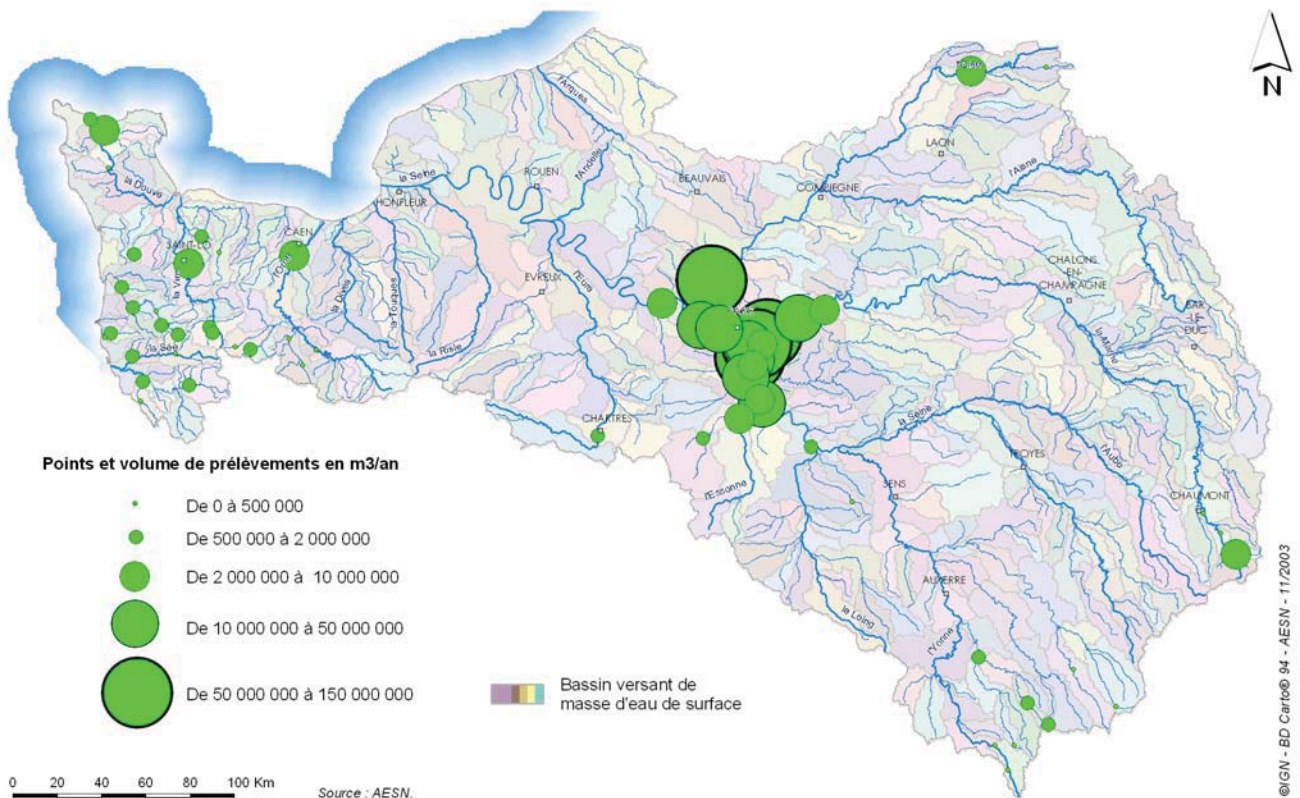 N
l'Arques
LAON
l'Aisne
la Douve
la Seine
HONFLEUR
ROUEN
l'Andelle
BEAUVAIS
COMPIEGNE
CAEN
SAINT-LO
la Vire
l'Orne
la Dives
la Touques
EVREUX
l'Eure
CHALONS-
EN-
CHAMPAGNE
BAR-
LE-
DUC
la Marne
la Sée
la Risle
CHARTRES
la Seine
TROYES
l'Aube
l'Essonne
SENS
CHAUMONT
AUXERRE
le Loing
l'Yonne
Points et volume de prélèvements en m3/an
De 0 à 500 000
De 500 000 à 2 000 000
De 2 000 000 à 10 000 000
De 10 000 000 à 50 000 000
De 50 000 000 à 150 000 000
Bassin versant de
masse d'eau de surface
0 20 40 60 80 100 Km
Source : AESN.
©IGN - BD Carto® 94 - AESN - 11/2003